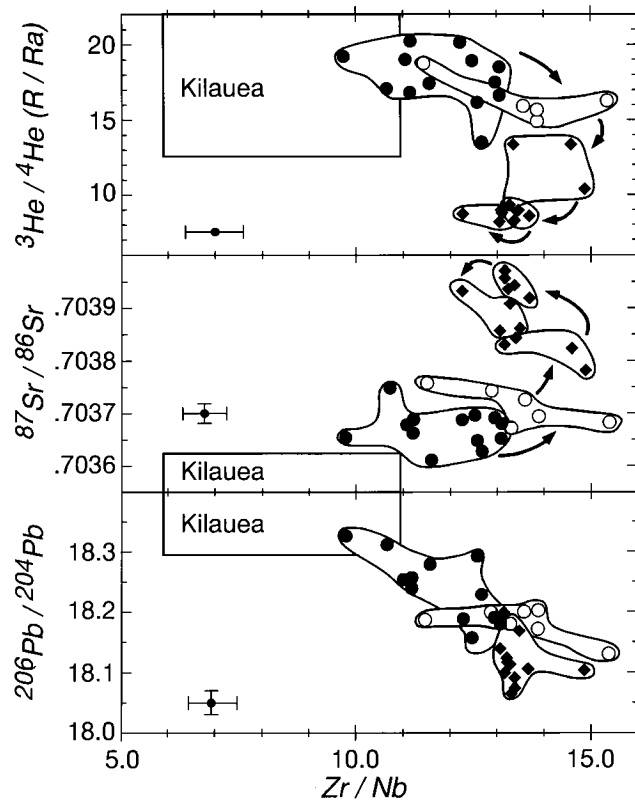 ³He / ⁴He (R / Ra)
20
15
10
Kilauea
⁸⁷Sr / ⁸⁶Sr
.7039
.7038
.7037
.7036
Kilauea
²⁰⁶Pb / ²⁰⁴Pb
Kilauea
18.3
18.2
18.1
18.0
5.0 10.0 15.0
Zr / Nb